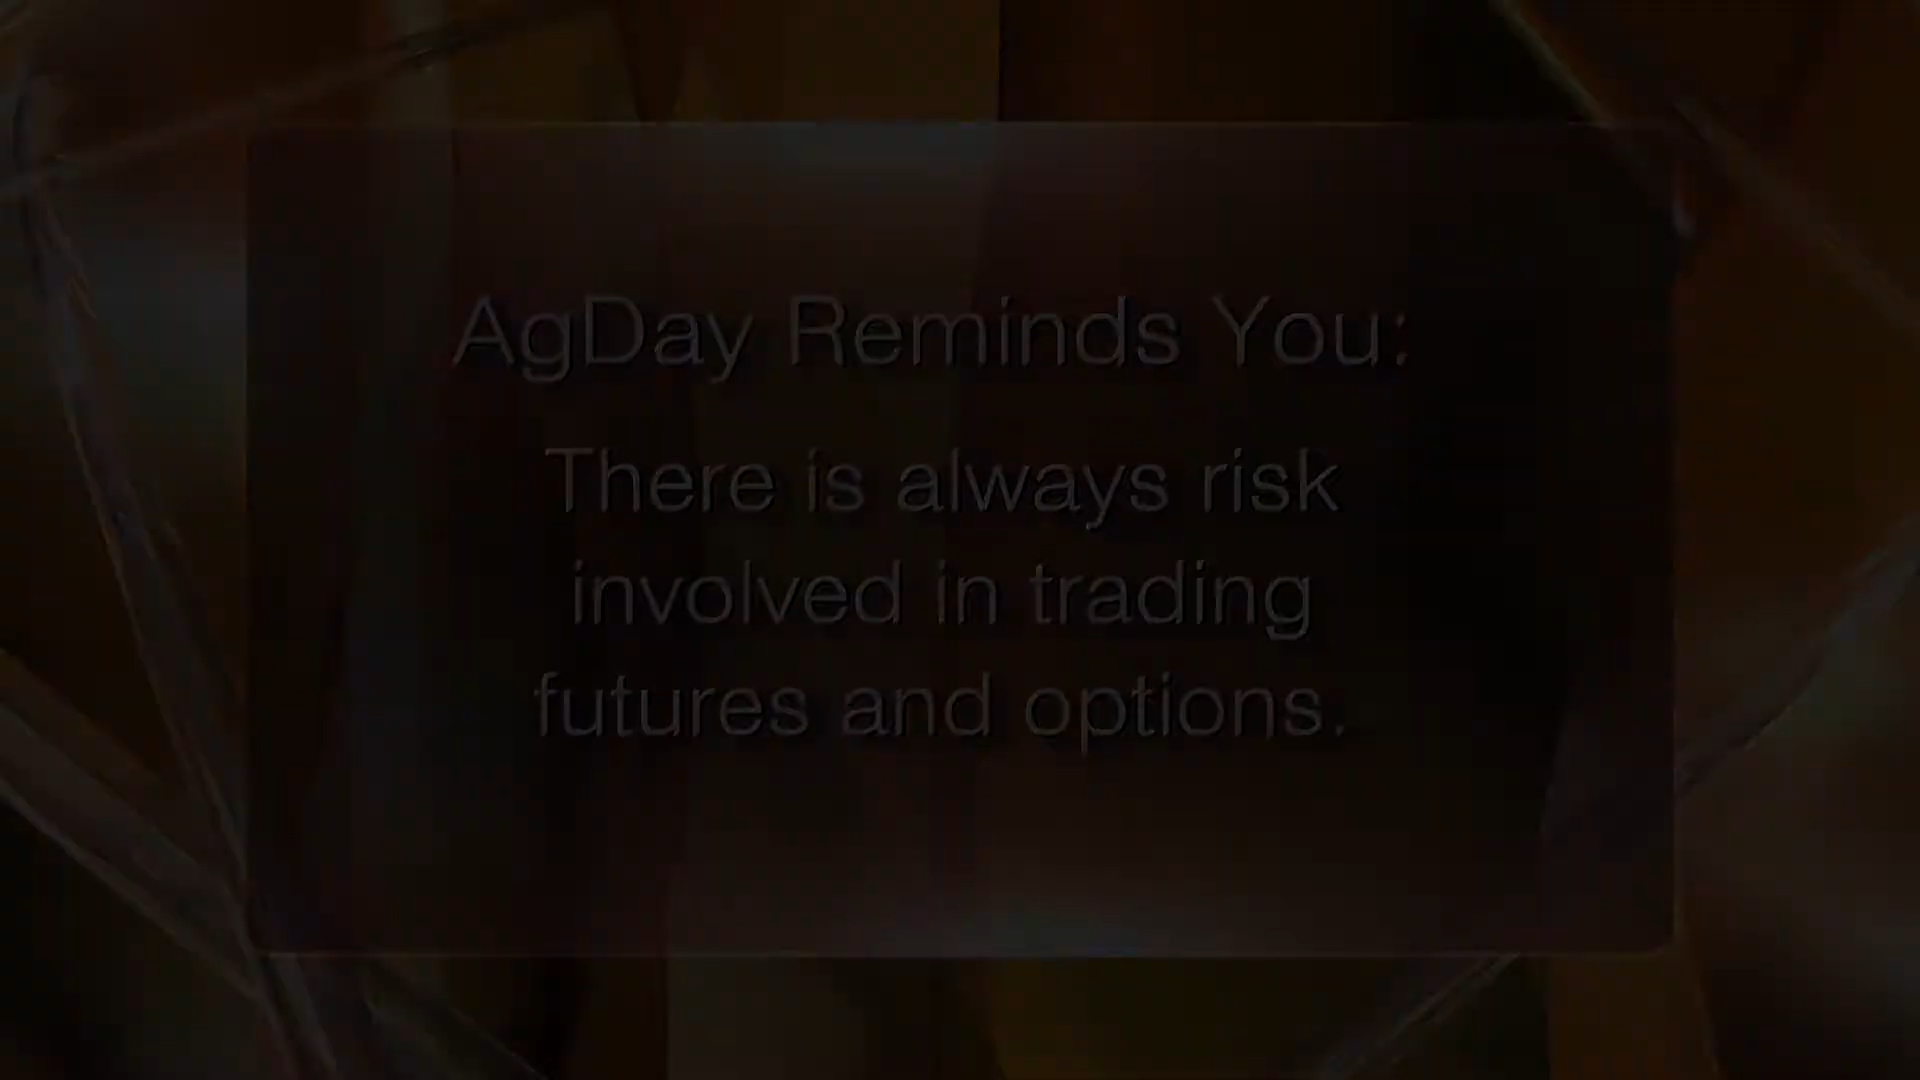 AgDay Reminds You:
There is always risk
involved in trading
futures and options.